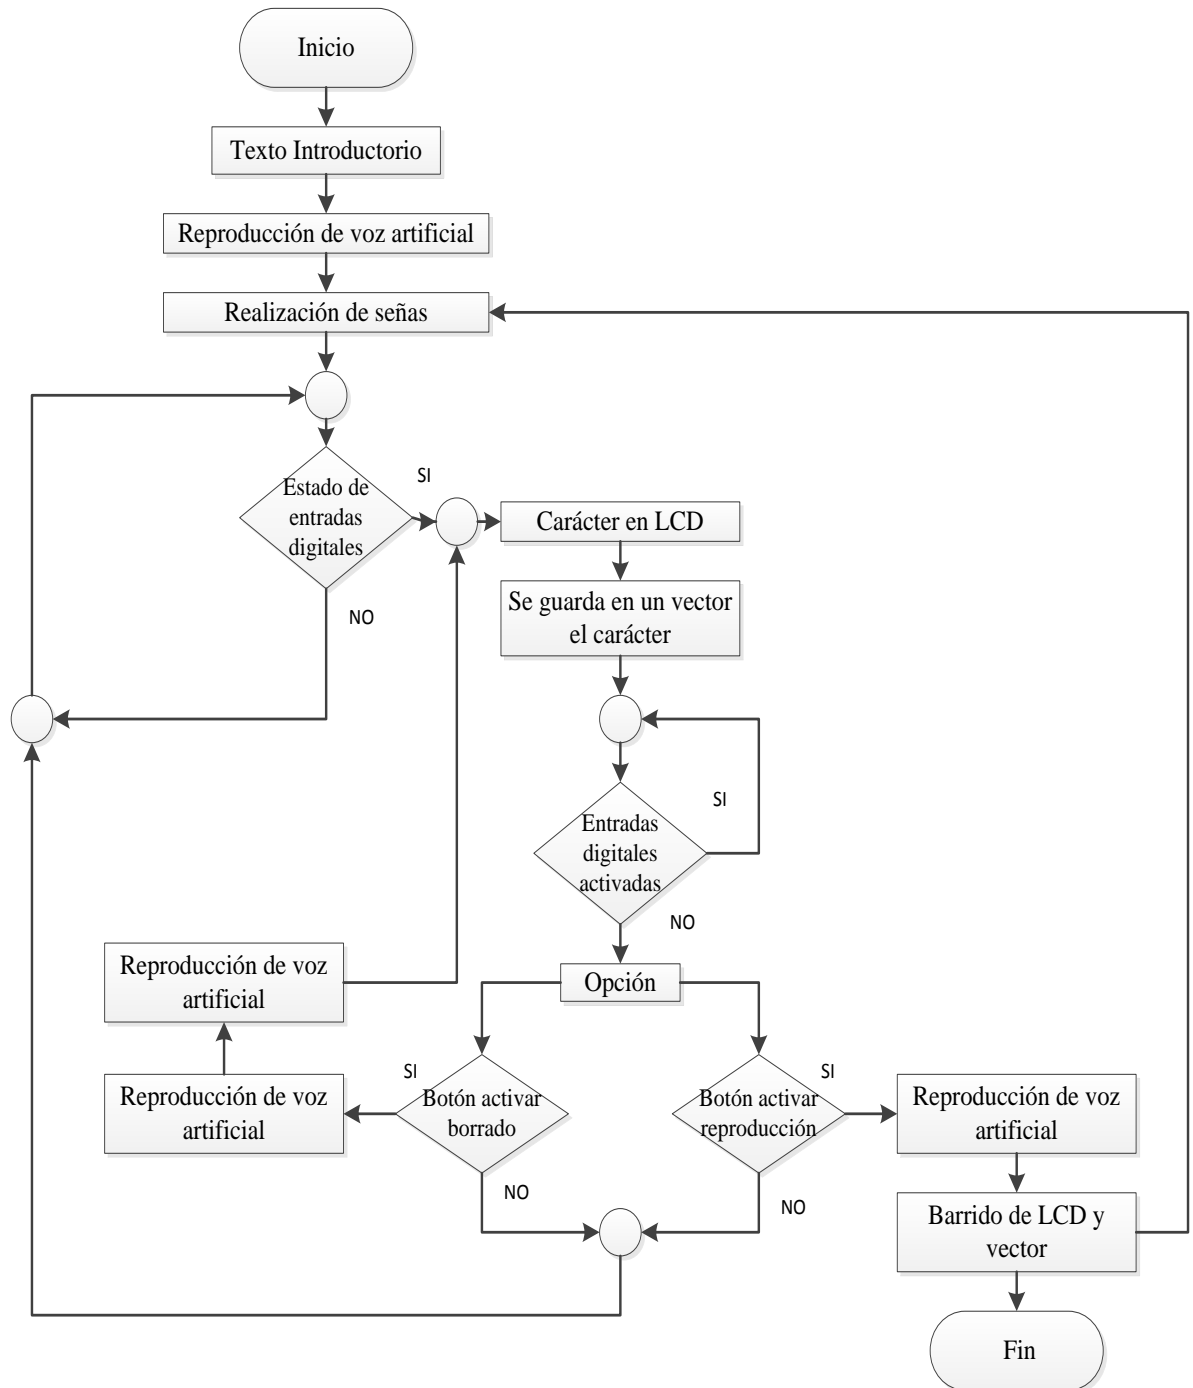 Inicio
Texto Introductorio
Reproducción de voz artificial
Realización de señas
SI
Estado de
entradas
digitales
NO
Carácter en LCD
Se guarda en un vector
el carácter
SI
Entradas
digitales
activadas
NO
Opción
Reproducción de voz
artificial
Reproducción de voz
artificial
SI
Botón activar
borrado
NO
Botón activar
reproducción
SI
NO
Reproducción de voz
artificial
Barrido de LCD y
vector
Fin